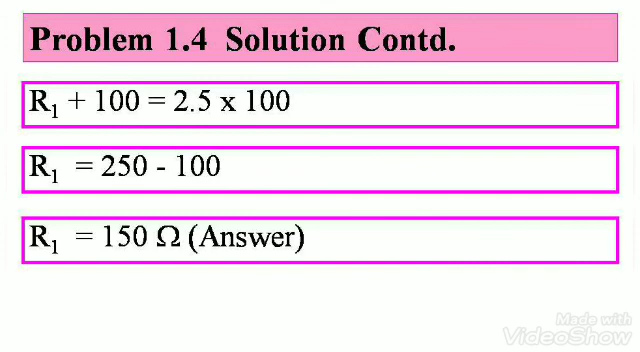 Problem 1.4 Solution Contd.
R₁ + 100 = 2.5 x 100
R₁ = 250 - 100
R₁ = 150 Ω (Answer)
Made with
VideoShow